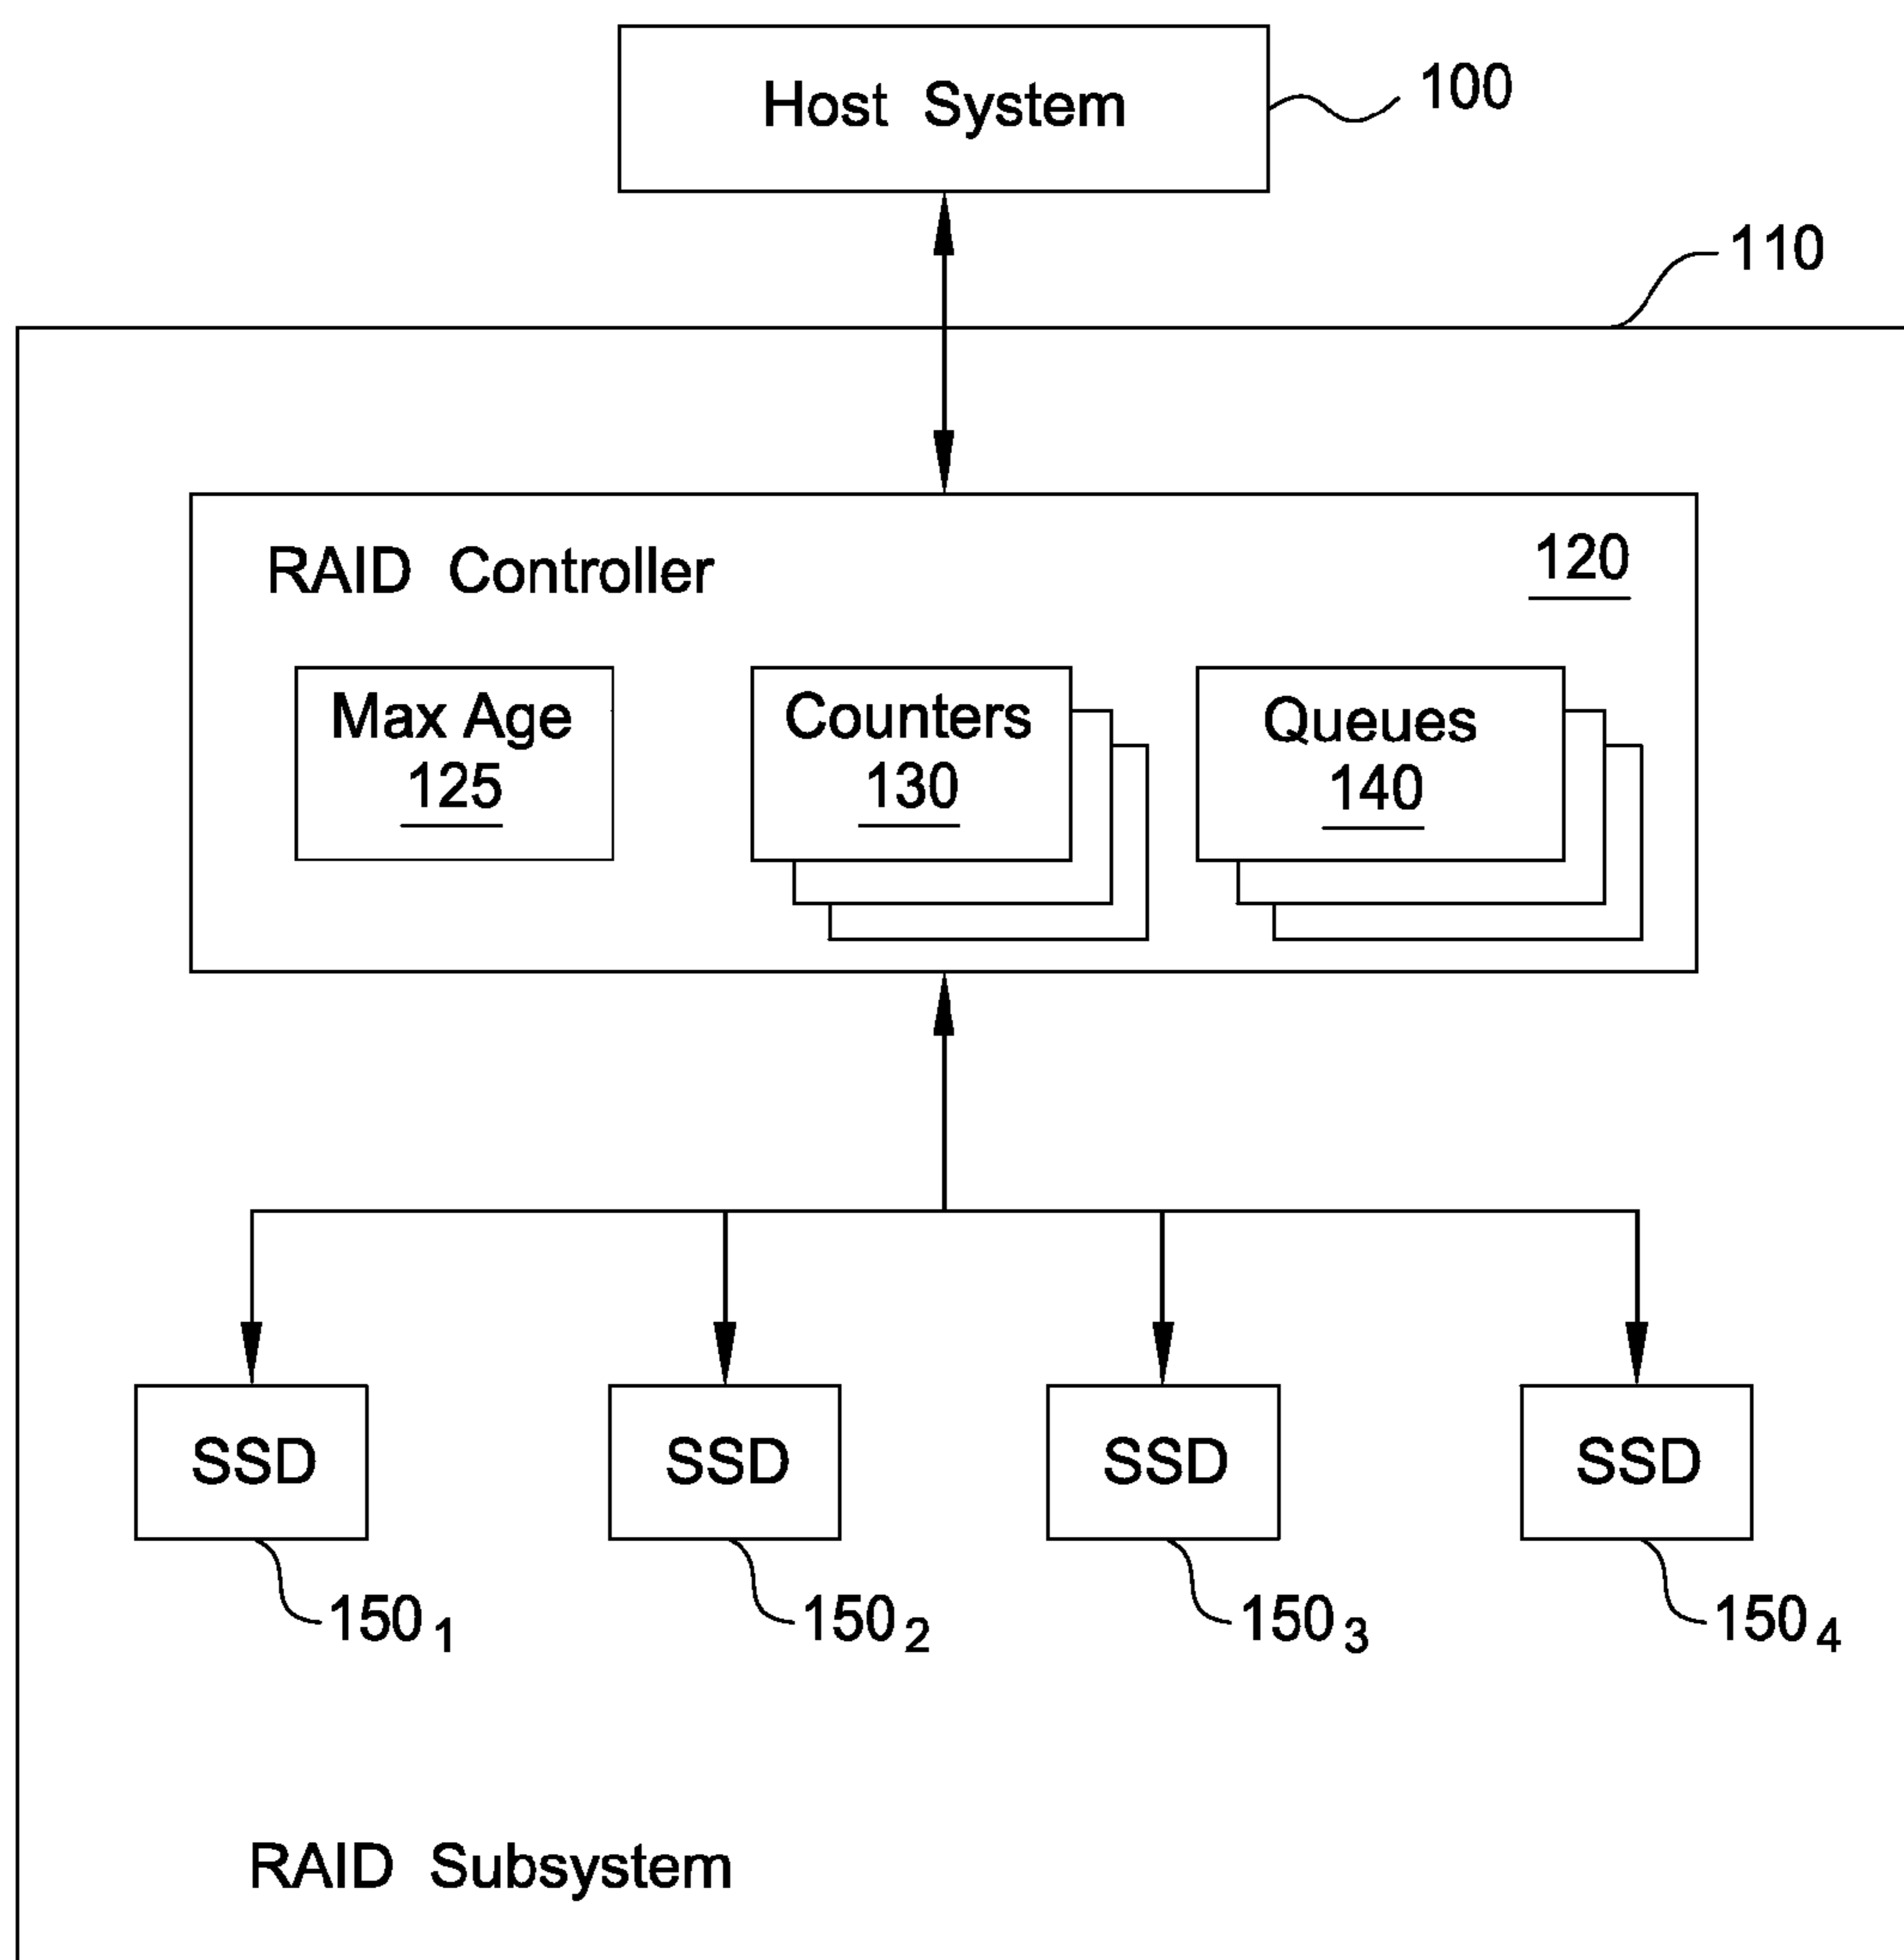 Host System
100
110
RAID Controller
120
Max Age
125
Counters
130
Queues
140
SSD
SSD
SSD
SSD
150 1
150 2
150 3
150 4
RAID Subsystem